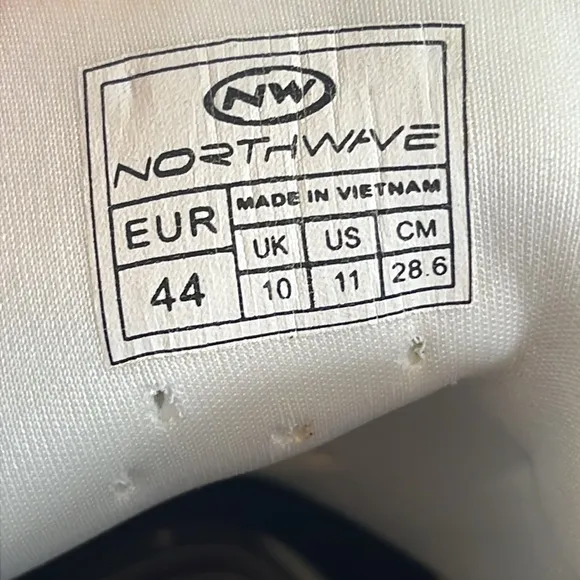 NW
NORTHWAVE
EUR MADE IN VIETNAM
UK US CM
44 10 11 28.6